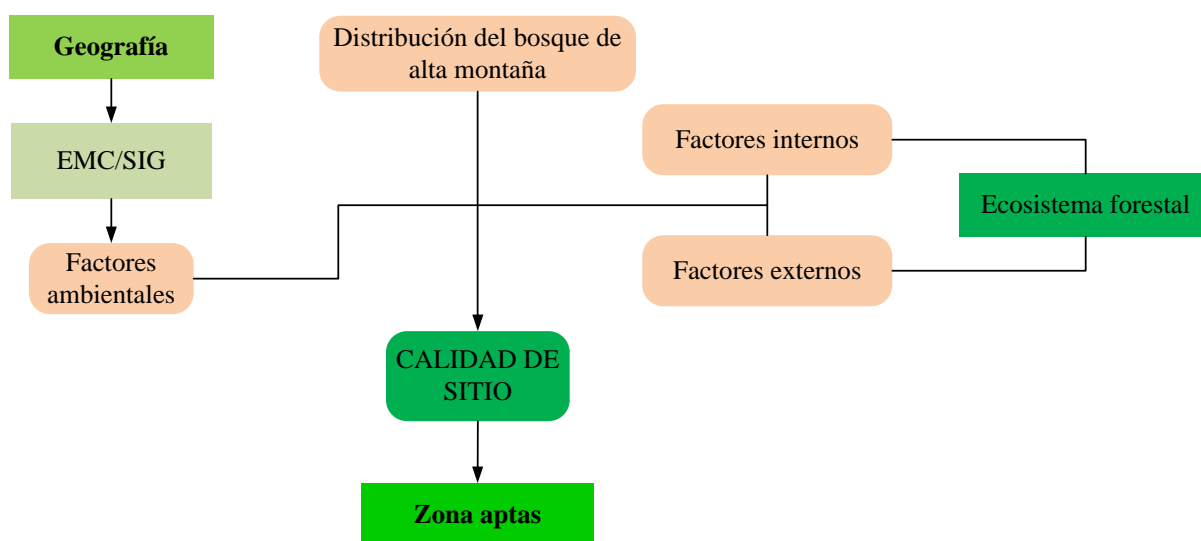 Geografía
Distribución del bosque de
alta montaña
EMC/SIG
Factores internos
Ecosistema forestal
Factores
ambientales
Factores externos
CALIDAD DE
SITIO
Zona aptas